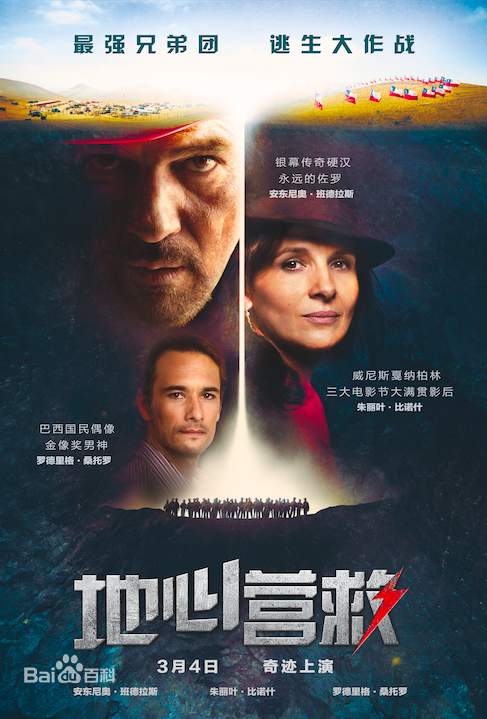 最强兄弟团 逃生大作战
银幕传奇硬汉
永远的佐罗
安东尼奥·班德拉斯
威尼斯戛纳柏林
三大电影节大满贯影后
朱丽叶·比诺什
巴西国民偶像
金像奖男神
罗德里格·桑托罗
地心营救
3月4日 奇迹上演
Bai百科
安东尼奥·班德拉斯 朱丽叶·比诺什 罗德里格·桑托罗